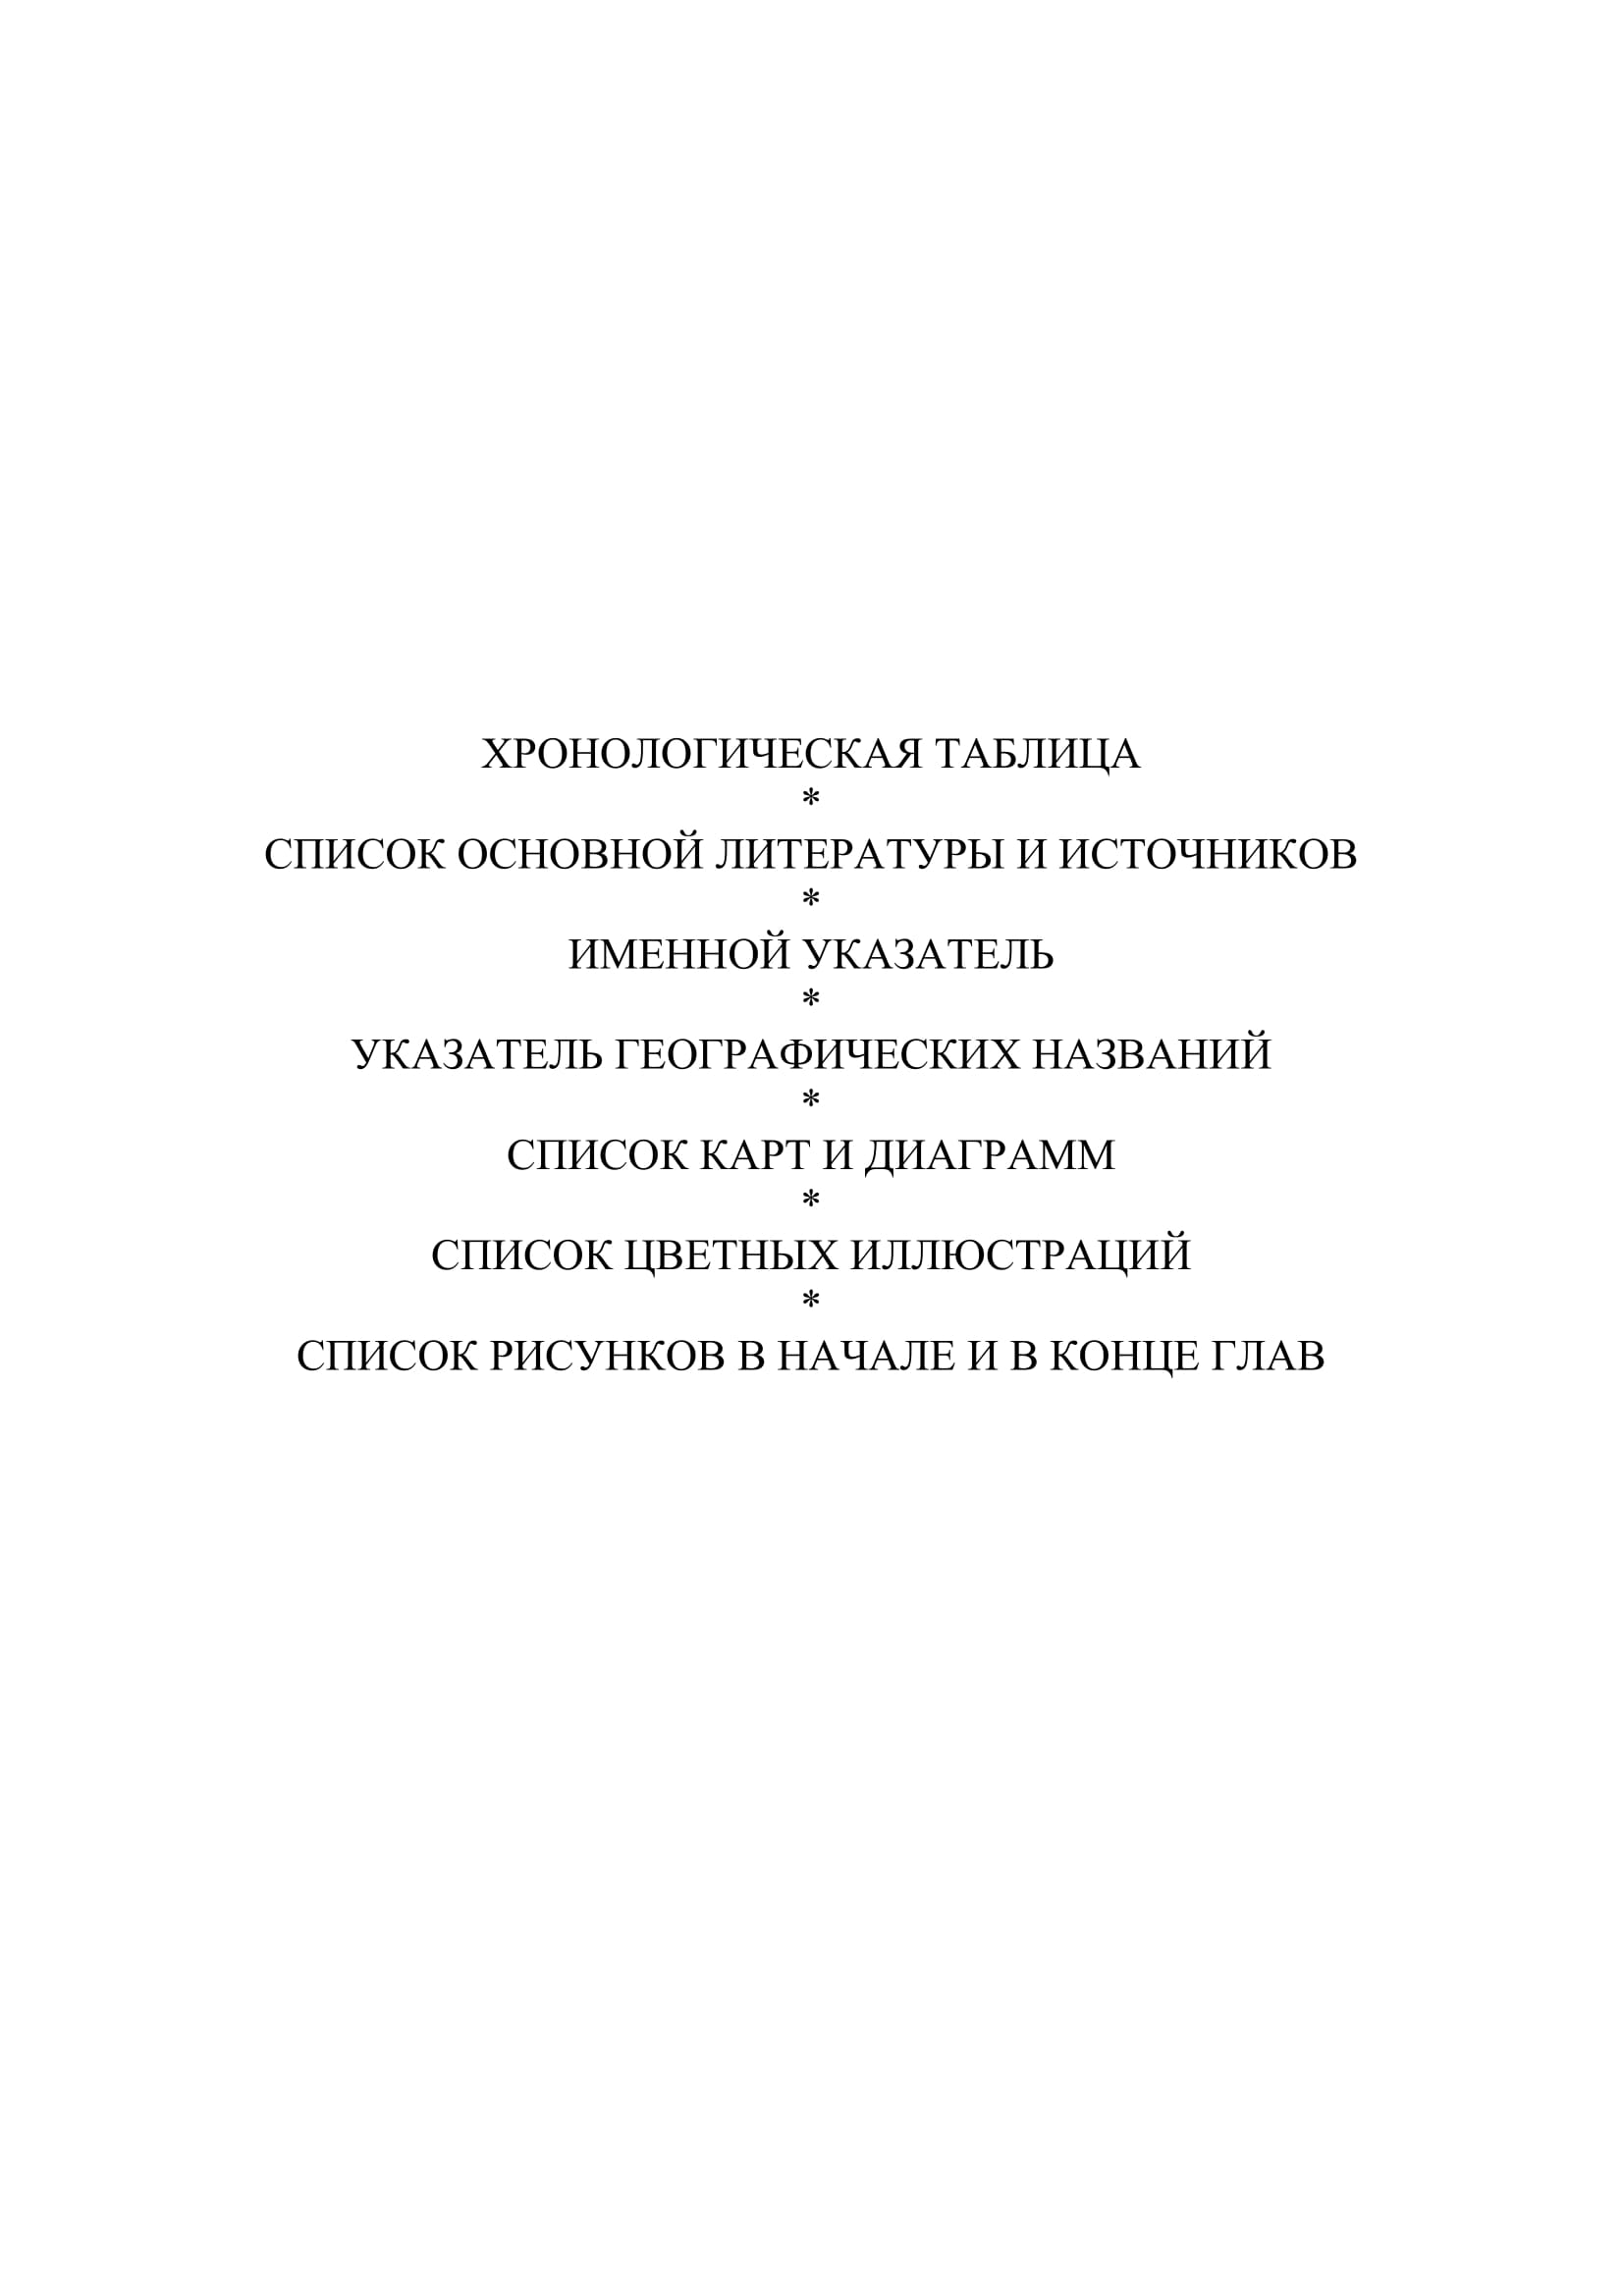 ХРОНОЛОГИЧЕСКАЯ ТАБЛИЦА
*
СПИСОК ОСНОВНОЙ ЛИТЕРАТУРЫ И ИСТОЧНИКОВ
*
ИМЕННОЙ УКАЗАТЕЛЬ
*
УКАЗАТЕЛЬ ГЕОГРАФИЧЕСКИХ НАЗВАНИЙ
*
СПИСОК КАРТ И ДИАГРАММ
*
СПИСОК ЦВЕТНЫХ ИЛЛЮСТРАЦИЙ
*
СПИСОК РИСУНКОВ В НАЧАЛЕ И В КОНЦЕ ГЛАВ